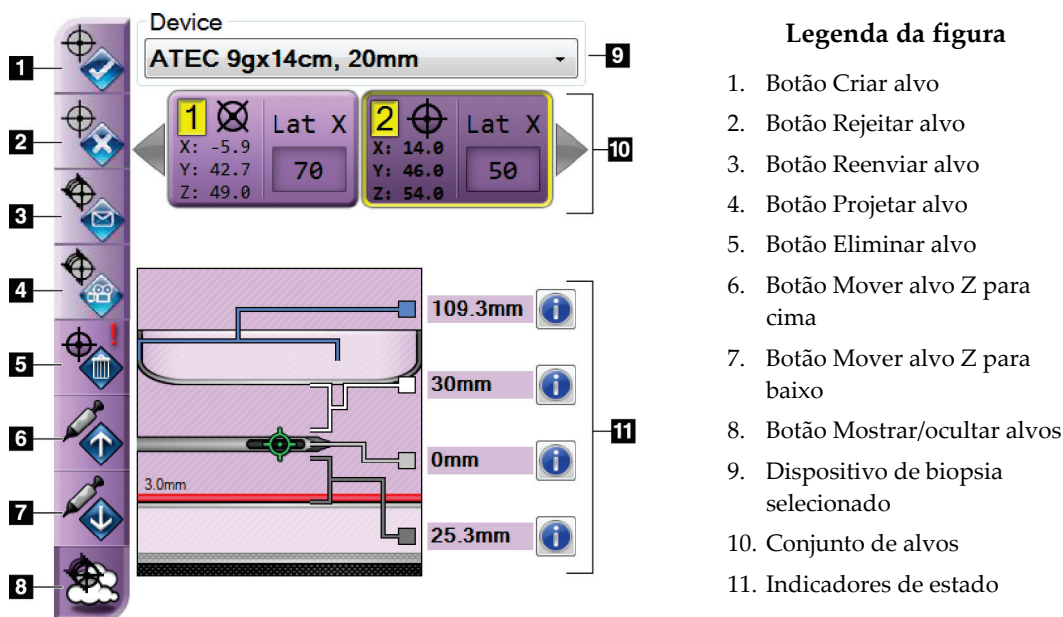 Device
ATEC 9gx14cm, 20mm
1
2
3
4
5
6
7
8
9
10
11
1 Lat X
X: -5.9
Y: 42.7
Z: 49.0
70
2 Lat X
X: 14.0
Y: 46.0
Z: 54.0
50
109.3mm
30mm
0mm
3.0mm
25.3mm
Legenda da figura
1. Botão Criar alvo
2. Botão Rejeitar alvo
3. Botão Reenviar alvo
4. Botão Projetar alvo
5. Botão Eliminar alvo
6. Botão Mover alvo Z para
cima
7. Botão Mover alvo Z para
baixo
8. Botão Mostrar/ocultar alvos
9. Dispositivo de biopsia
selecionado
10. Conjunto de alvos
11. Indicadores de estado